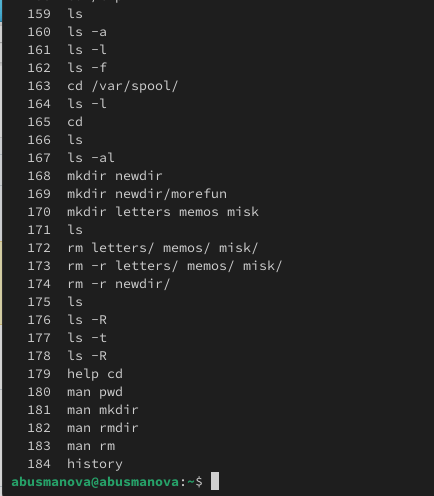 159 ls
160 ls -a
161 ls -l
162 ls -f
163 cd /var/spool/
164 ls -l
165 cd
166 ls
167 ls -al
168 mkdir newdir
169 mkdir newdir/morefun
170 mkdir letters memos misk
171 ls
172 rm letters/ memos/ misk/
173 rm -r letters/ memos/ misk/
174 rm -r newdir/
175 ls
176 ls -R
177 ls -t
178 ls -R
179 help cd
180 man pwd
181 man mkdir
182 man rmdir
183 man rm
184 history
abusmanova@abusmanova:~$